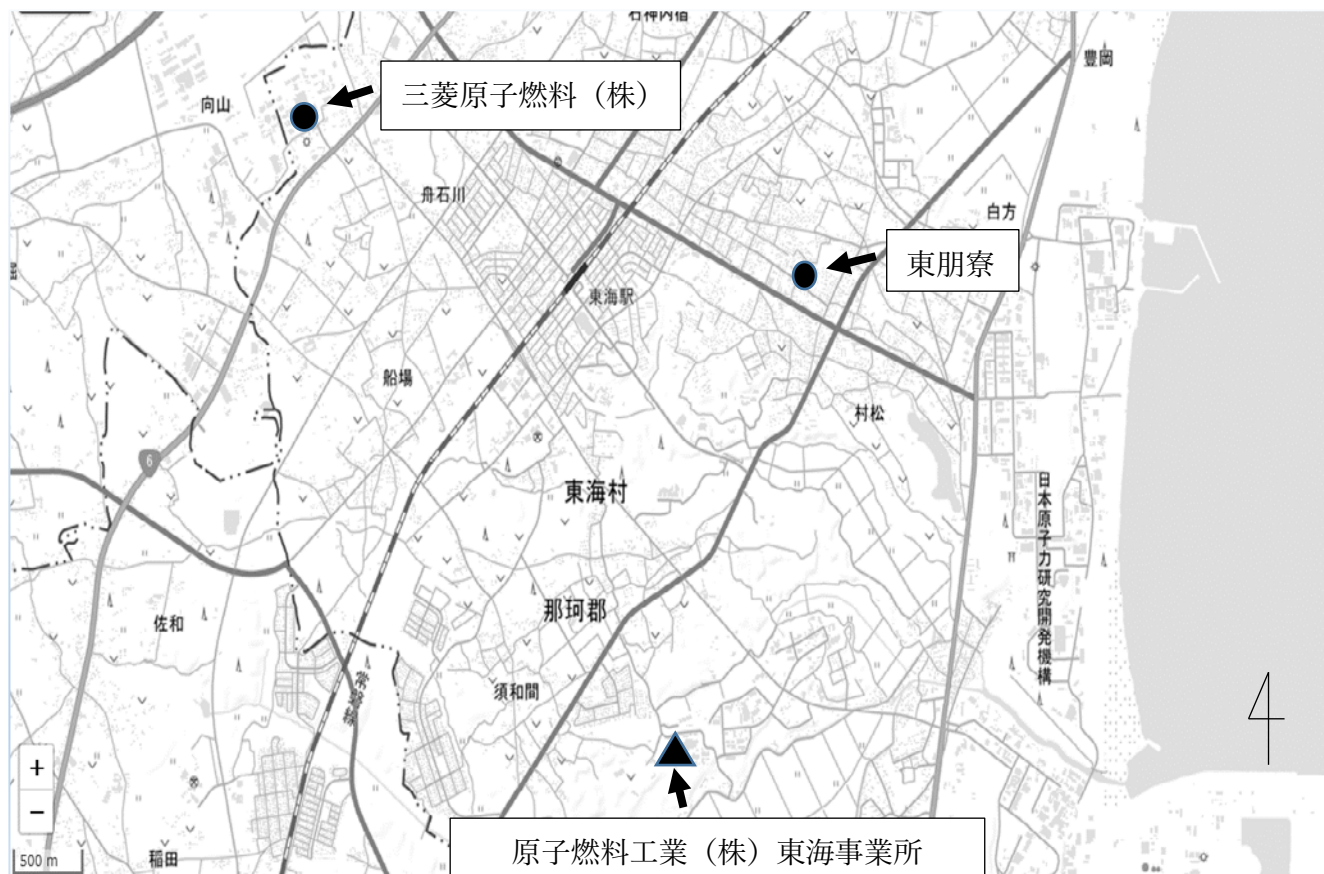 石神内宿
豊岡
三菱原子燃料（株）
向山
舟石川
白方
東朋寮
東海駅
船場
村松
6
東海村
日本原子力研究開発機構
那珂郡
佐和
須和間
常磐線
+
−
500 m
稲田
原子燃料工業（株）東海事業所